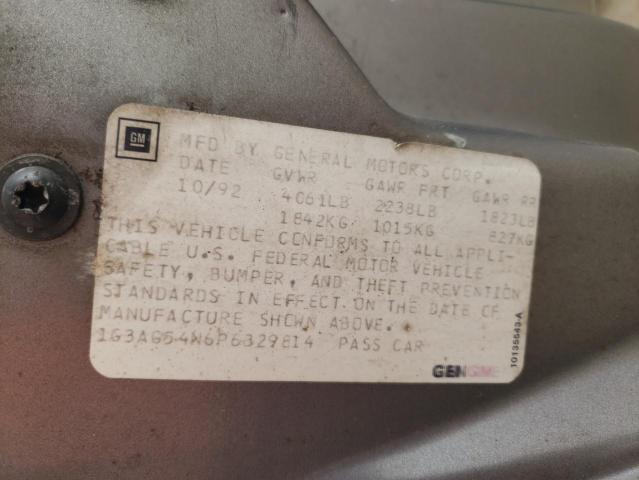 GM
MFD BY GENERAL MOTORS CORP.
DATE GVWR GAWR FRT GAWR RR
10/92 4061LB 2238LB 1823LB
1842KG 1015KG 827KG
THIS VEHICLE CONFORMS TO ALL APPLI-
CABLE U.S. FEDERAL MOTOR VEHICLE
SAFETY, BUMPER, AND THEFT PREVENTION
STANDARDS IN EFFECT ON THE DATE OF
MANUFACTURE SHOWN ABOVE.
1G3AG54N6P6329814 PASS CAR
10135543-A